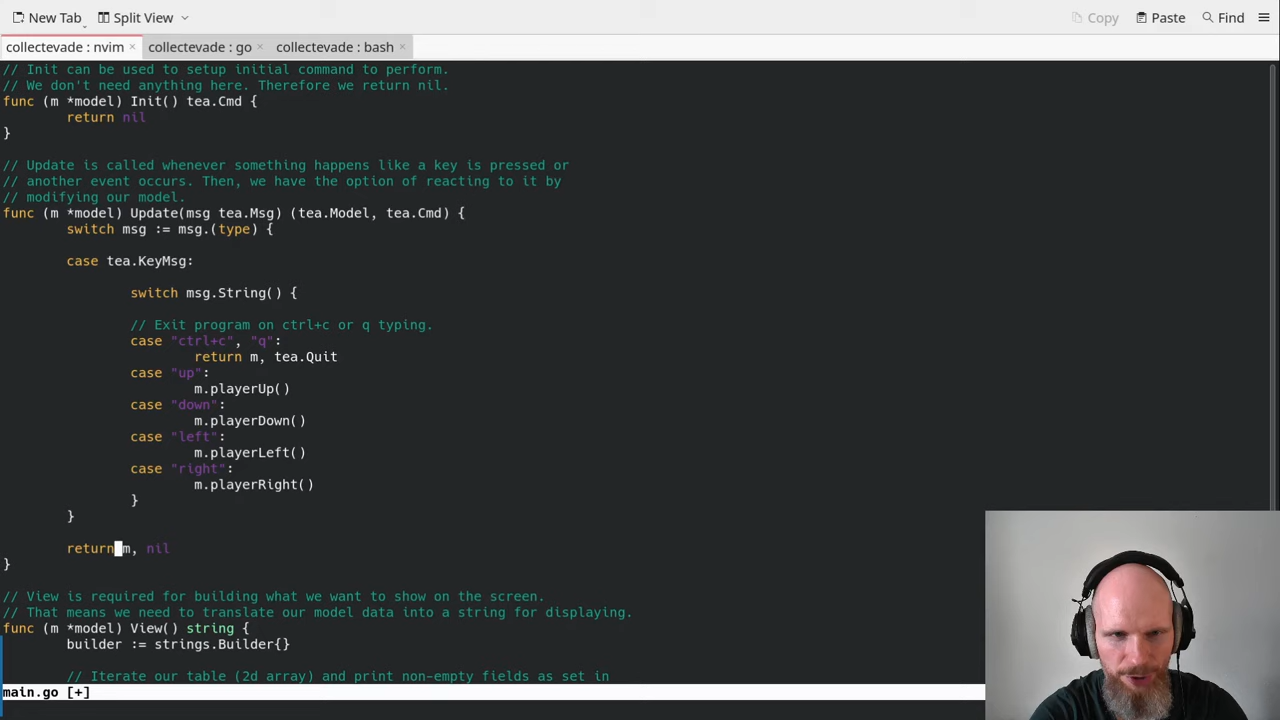 New Tab Split View Copy Paste Find
collectevade : nvim × collectevade : go × collectevade : bash ×
// Init can be used to setup initial command to perform.
// We don't need anything here. Therefore we return nil.
func (m *model) Init() tea.Cmd {
return nil
}
// Update is called whenever something happens like a key is pressed or
// another event occurs. Then, we have the option of reacting to it by
// modifying our model.
func (m *model) Update(msg tea.Msg) (tea.Model, tea.Cmd) {
switch msg := msg.(type) {
case tea.KeyMsg:
switch msg.String() {
// Exit program on ctrl+c or q typing.
case "ctrl+c", "q":
return m, tea.Quit
case "up":
m.playerUp()
case "down":
m.playerDown()
case "left":
m.playerLeft()
case "right":
m.playerRight()
}
}
return m, nil
}
// View is required for building what we want to show on the screen.
// That means we need to translate our model data into a string for displaying.
func (m *model) View() string {
builder := strings.Builder{}
// Iterate our table (2d array) and print non-empty fields as set in
main.go [+]